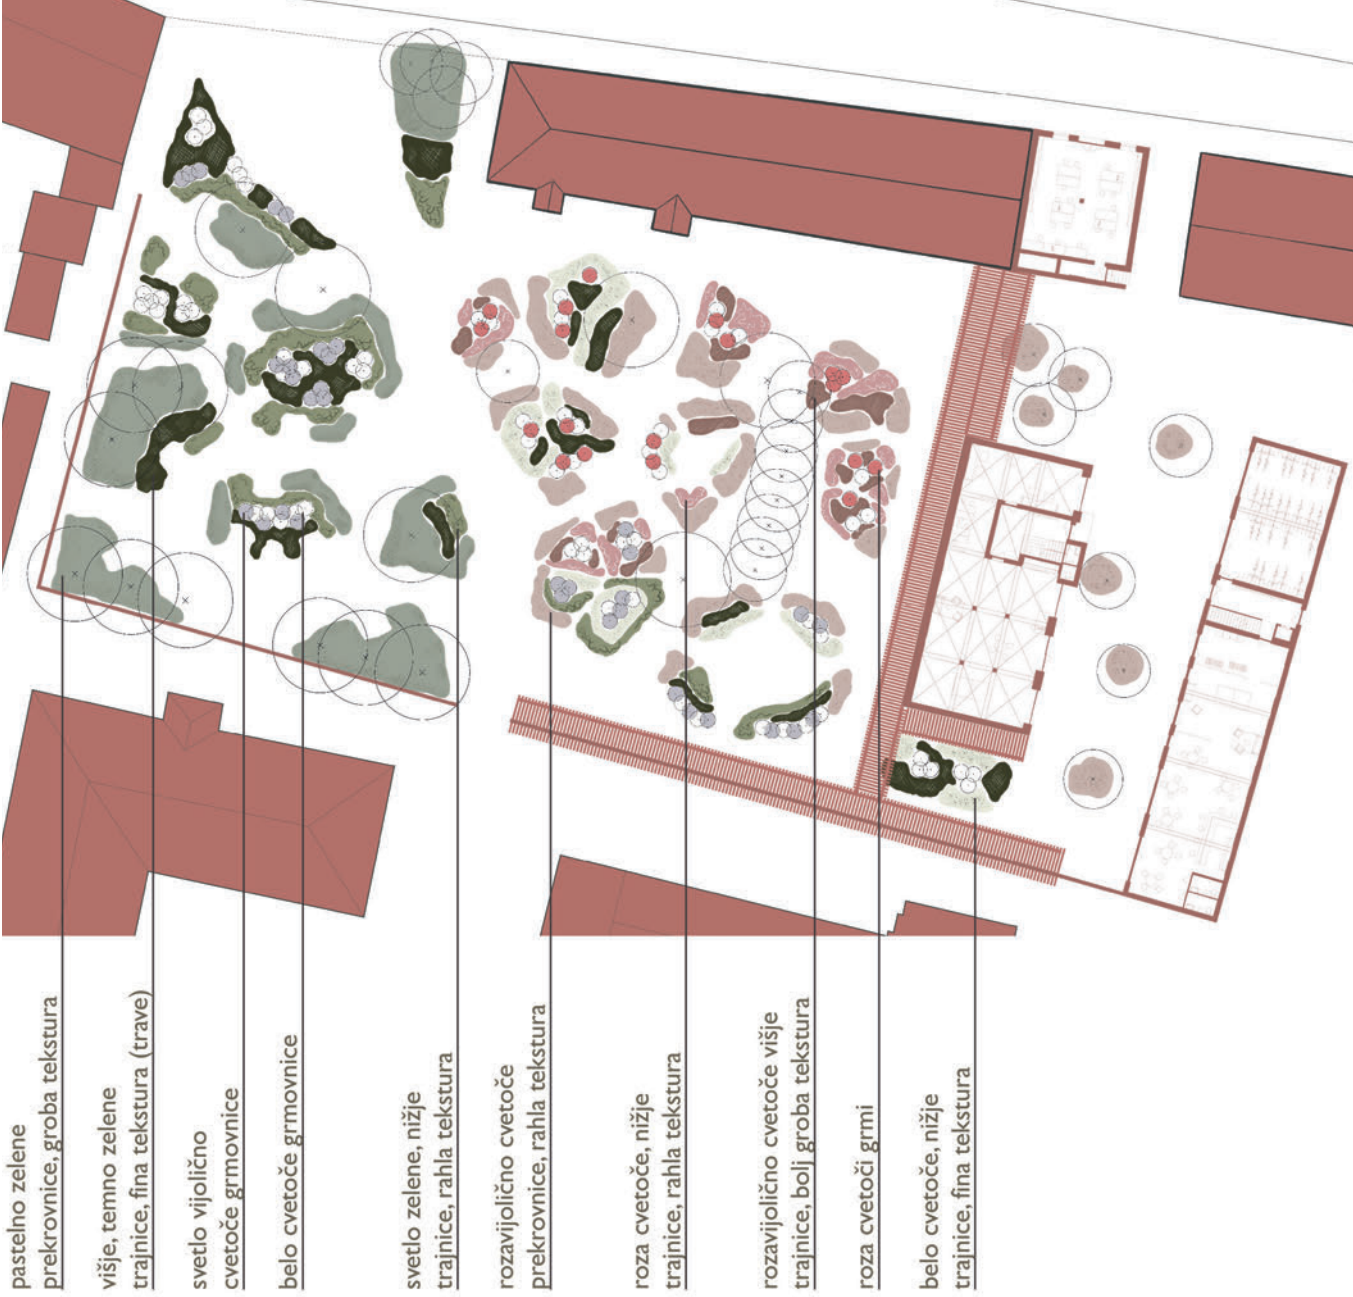 pastelno zelene
prekrovnice, groba tekstura
višje, temno zelene
trajnice, fina tekstura (trave)
svetlo vijolično
cvetoče grmovnice
belo cvetoče grmovnice
svetlo zelene, nižje
trajnice, rahla tekstura
rozavijolično cvetoče
prekrovnice, rahla tekstura
roza cvetoče, nižje
trajnice, rahla tekstura
rozavijolično cvetoče višje
trajnice, bolj groba tekstura
roza cvetoči grmi
belo cvetoče, nižje
trajnice, fina tekstura